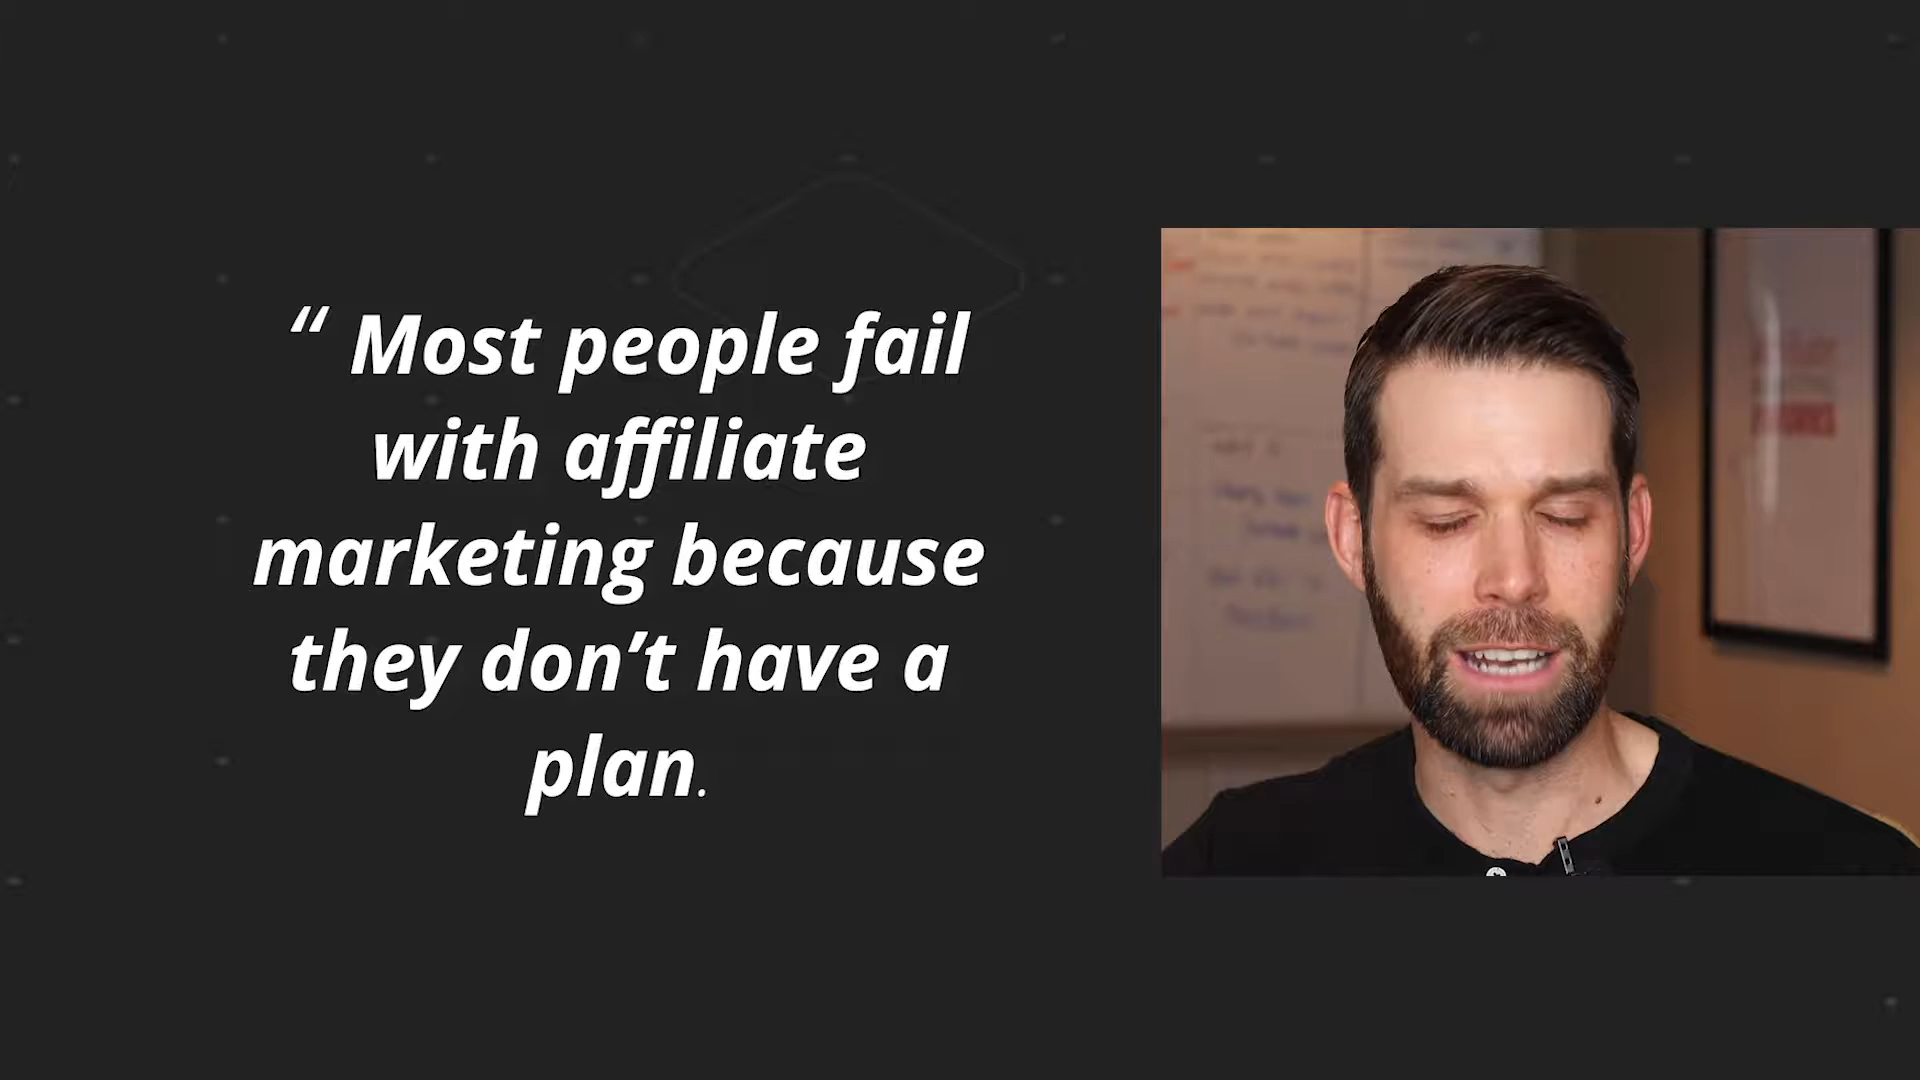 “ Most people fail
with affiliate
marketing because
they don’t have a
plan.